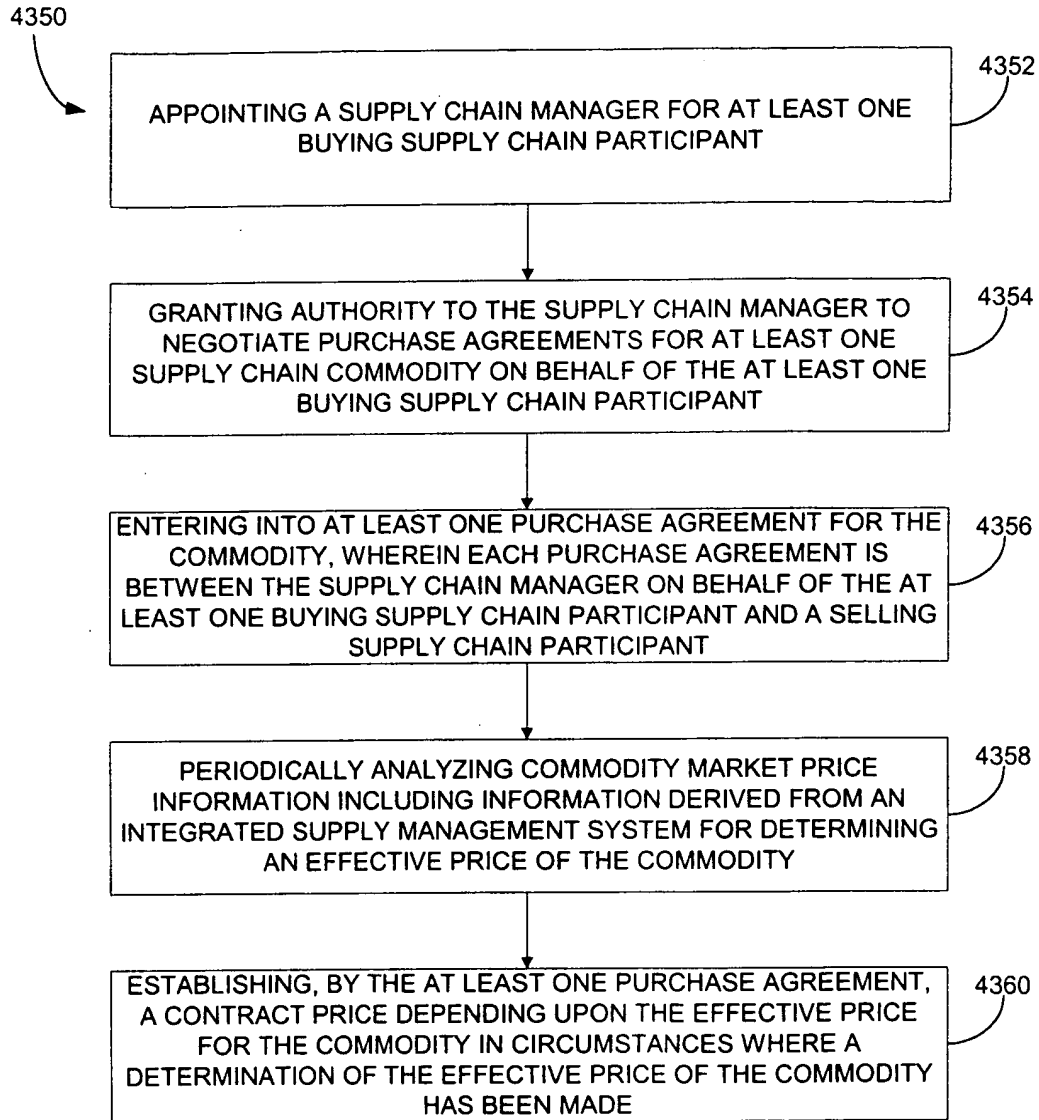 4350
4352
APPOINTING A SUPPLY CHAIN MANAGER FOR AT LEAST ONE
BUYING SUPPLY CHAIN PARTICIPANT
4354
GRANTING AUTHORITY TO THE SUPPLY CHAIN MANAGER TO
NEGOTIATE PURCHASE AGREEMENTS FOR AT LEAST ONE
SUPPLY CHAIN COMMODITY ON BEHALF OF THE AT LEAST ONE
BUYING SUPPLY CHAIN PARTICIPANT
4356
ENTERING INTO AT LEAST ONE PURCHASE AGREEMENT FOR THE
COMMODITY, WHEREIN EACH PURCHASE AGREEMENT IS
BETWEEN THE SUPPLY CHAIN MANAGER ON BEHALF OF THE AT
LEAST ONE BUYING SUPPLY CHAIN PARTICIPANT AND A SELLING
SUPPLY CHAIN PARTICIPANT
4358
PERIODICALLY ANALYZING COMMODITY MARKET PRICE
INFORMATION INCLUDING INFORMATION DERIVED FROM AN
INTEGRATED SUPPLY MANAGEMENT SYSTEM FOR DETERMINING
AN EFFECTIVE PRICE OF THE COMMODITY
4360
ESTABLISHING, BY THE AT LEAST ONE PURCHASE AGREEMENT,
A CONTRACT PRICE DEPENDING UPON THE EFFECTIVE PRICE
FOR THE COMMODITY IN CIRCUMSTANCES WHERE A
DETERMINATION OF THE EFFECTIVE PRICE OF THE COMMODITY
HAS BEEN MADE